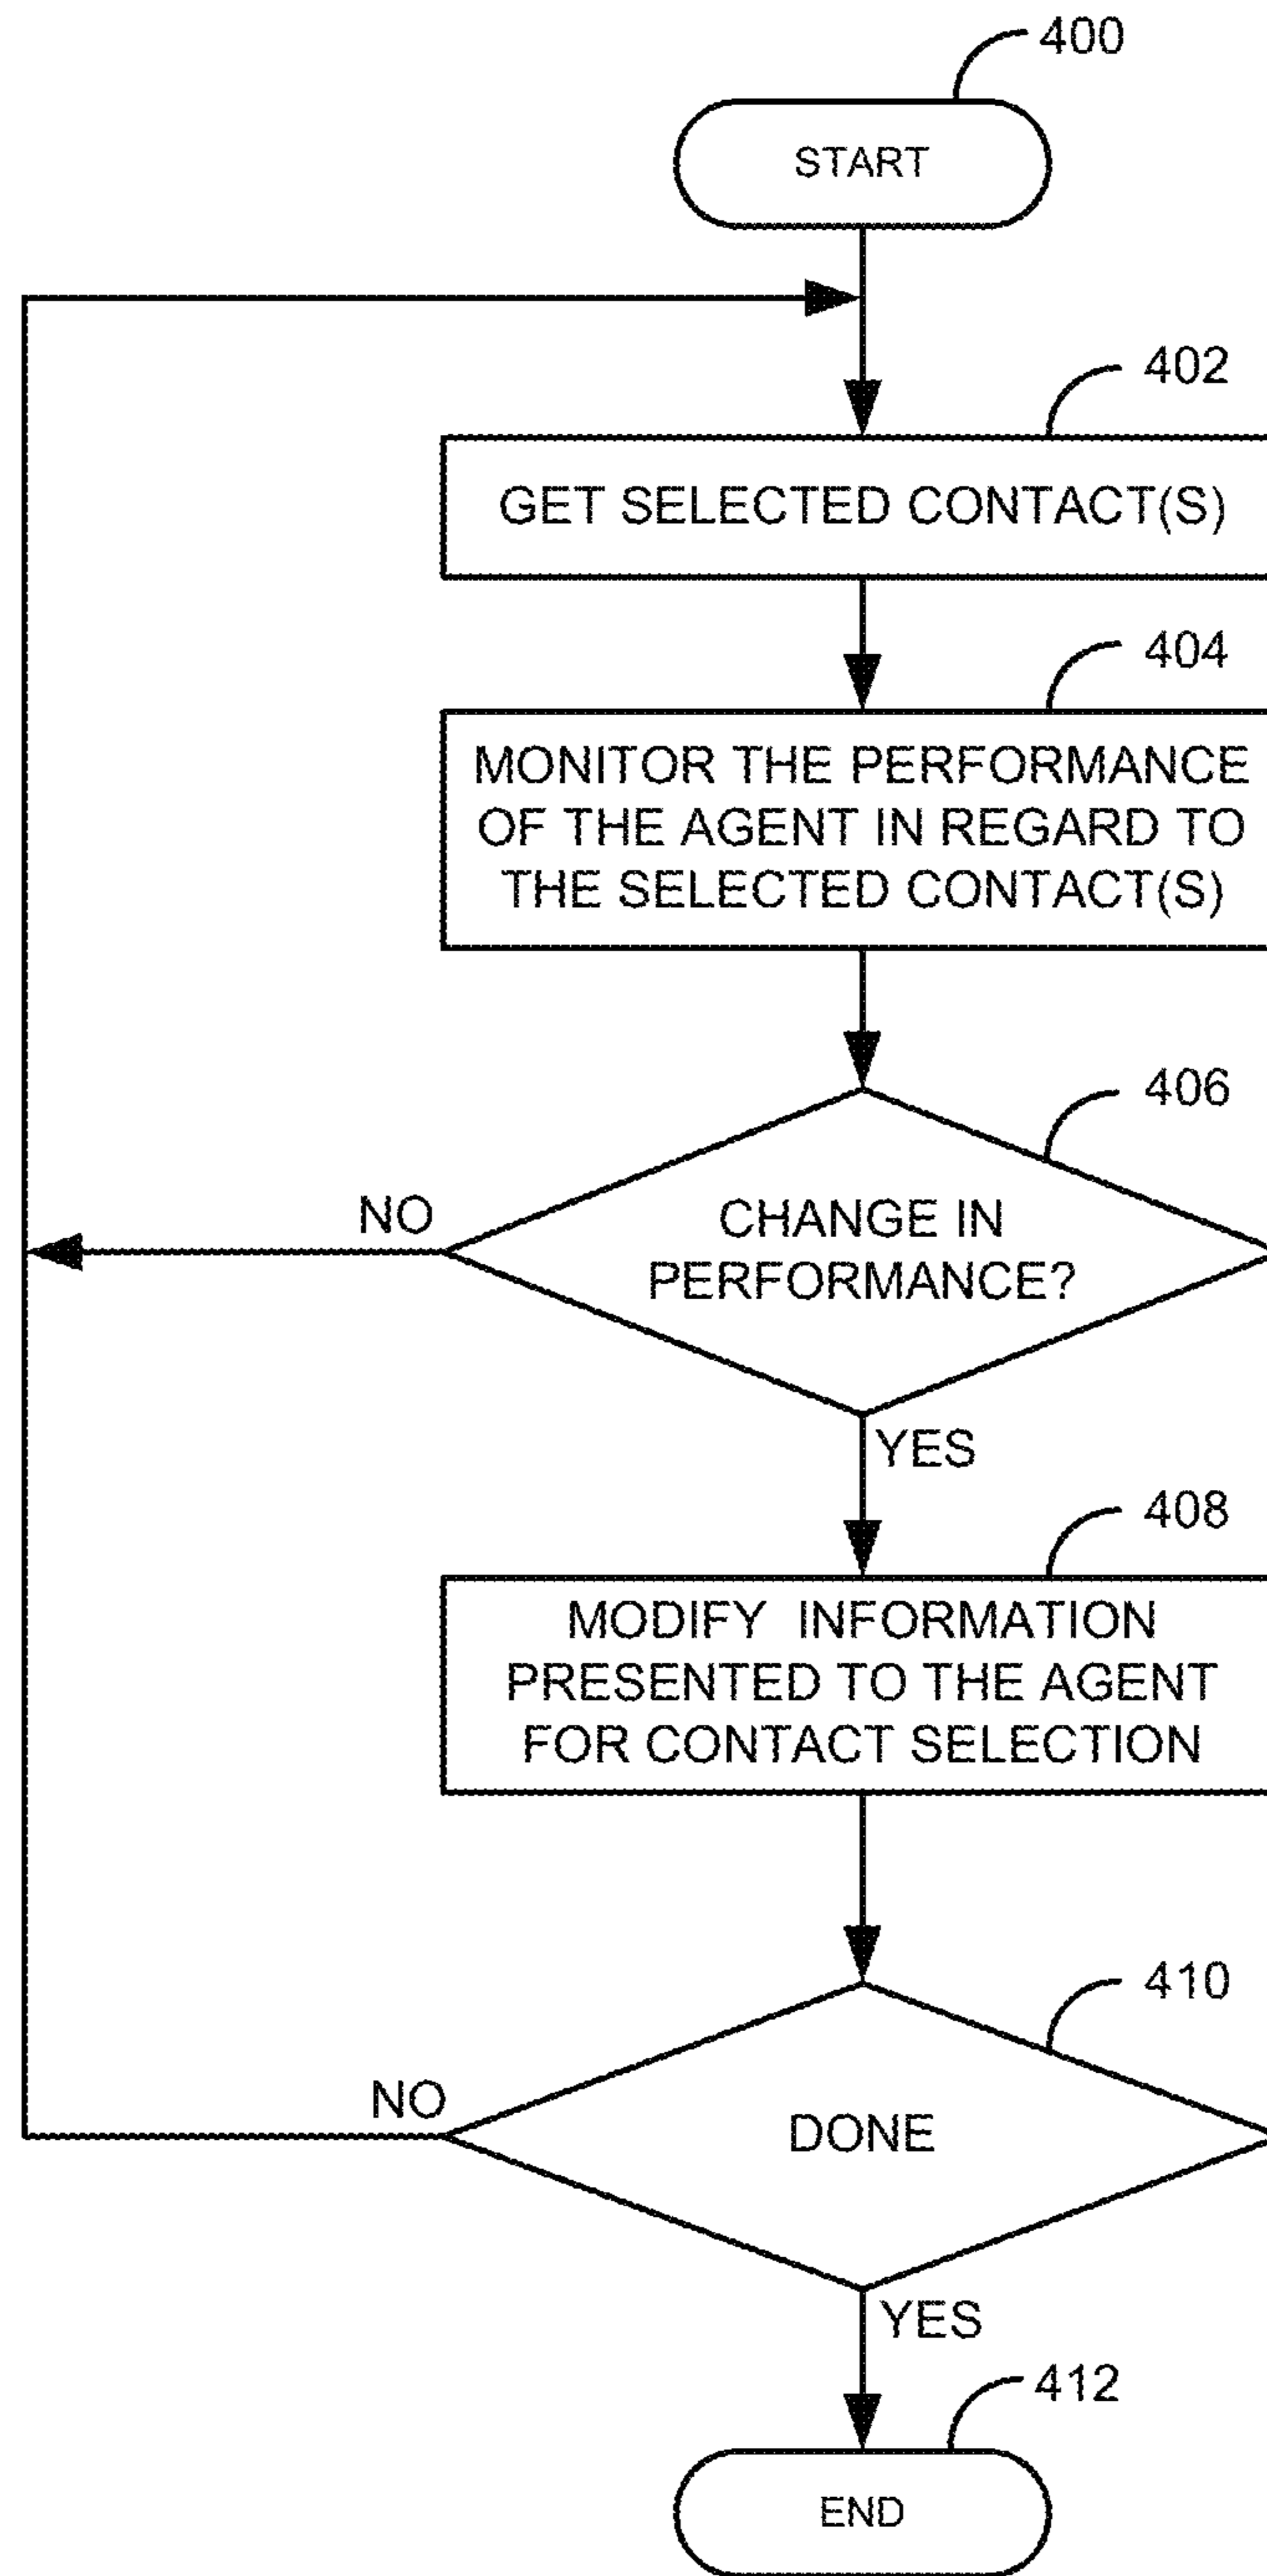 400
START
402
GET SELECTED CONTACT(S)
404
MONITOR THE PERFORMANCE
OF THE AGENT IN REGARD TO
THE SELECTED CONTACT(S)
406
NO
CHANGE IN
PERFORMANCE?
YES
408
MODIFY INFORMATION
PRESENTED TO THE AGENT
FOR CONTACT SELECTION
410
NO
DONE
YES
412
END